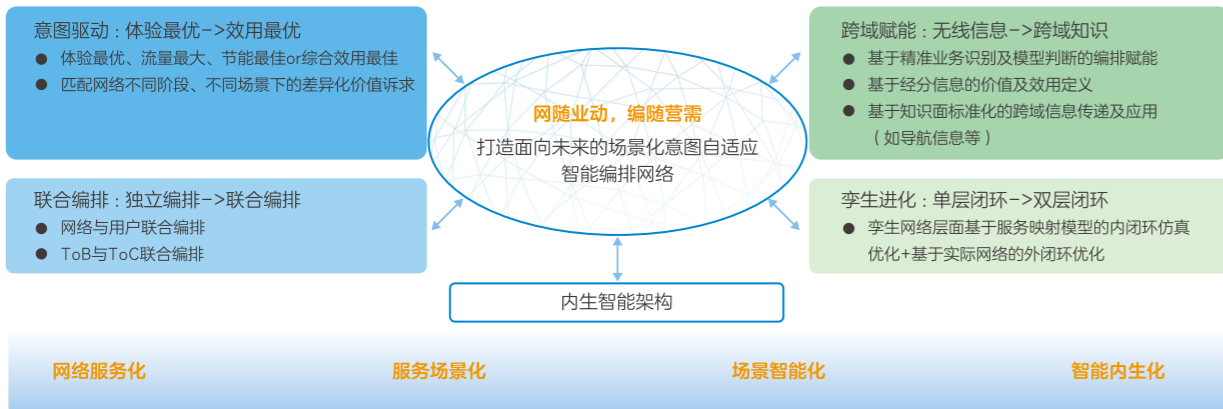 意图驱动：体验最优->效用最优
● 体验最优、流量最大、节能最佳or综合效用最佳
● 匹配网络不同阶段、不同场景下的差异化价值诉求
联合编排：独立编排->联合编排
● 网络与用户联合编排
● ToB与ToC联合编排
网随业动，编随营需
打造面向未来的场景化意图自适应
智能编排网络
内生智能架构
跨域赋能：无线信息->跨域知识
● 基于精准业务识别及模型判断的编排赋能
● 基于经分信息的价值及效用定义
● 基于知识面标准化的跨域信息传递及应用
（如导航信息等）
孪生进化：单层闭环->双层闭环
● 孪生网络层面基于服务映射模型的内闭环仿真
优化+基于实际网络的外闭环优化
网络服务化
服务场景化
场景智能化
智能内生化